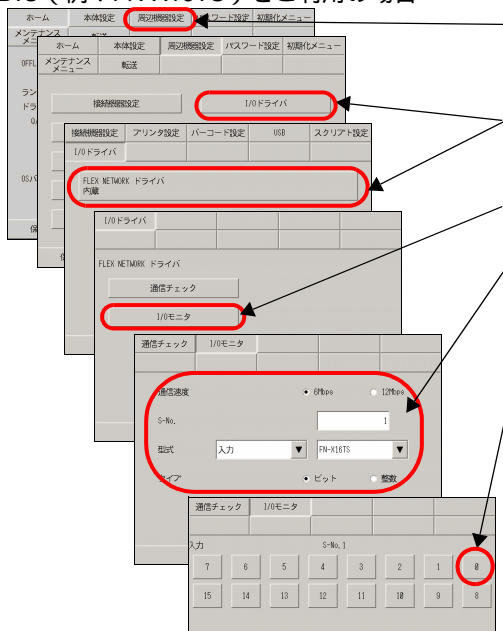 DIO (例：FN-X16TS) をご利用の場合
ホーム 本体設定 周辺機器設定 パスワード設定 初期化メニュー
メンテナンス
メニュー 転送
OFFL
ホーム 本体設定 周辺機器設定 パスワード設定 初期化メニュー
メンテナンス
メニュー 転送
接続機器設定 I/Oドライバ
接続機器設定 プリンタ設定 バーコード設定 USB スクリプト設定
I/Oドライバ
FLEX NETWORK ドライバ
内蔵
I/Oドライバ
FLEX NETWORK ドライバ
通信チェック
I/Oモニタ
通信チェック I/Oモニタ
通信速度 6Mbps 12Mbps
S-No. 1
型式 入力 FN-X16TS
タイプ ビット 整数
通信チェック I/Oモニタ
入力 S-No.1
7 6 5 4 3 2 1 0
15 14 13 12 11 10 9 8